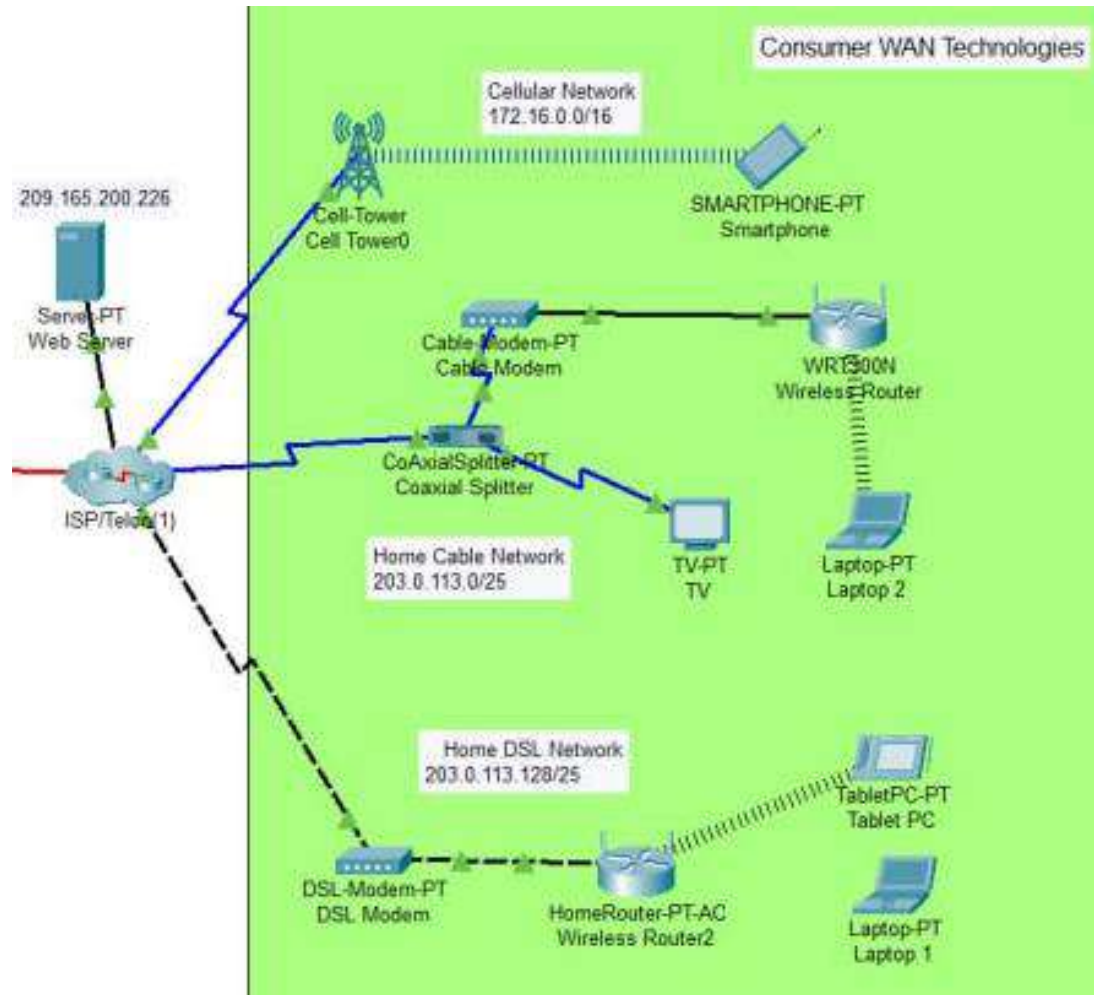 Consumer WAN Technologies
Cellular Network
172.16.0.0/16
209.165.200.226
Cell-Tower
Cell Tower0
SMARTPHONE-PT
Smartphone
Server-PT
Web Server
Cable-Modem-PT
Cable Modem
WRT300N
Wireless Router
CoAxialSplitter-PT
Coaxial Splitter
ISP/Telco(1)
Home Cable Network
203.0.113.0/25
TV-PT
TV
Laptop-PT
Laptop 2
Home DSL Network
203.0.113.128/25
TabletPC-PT
Tablet PC
DSL-Modem-PT
DSL Modem
HomeRouter-PT-AC
Wireless Router2
Laptop-PT
Laptop 1